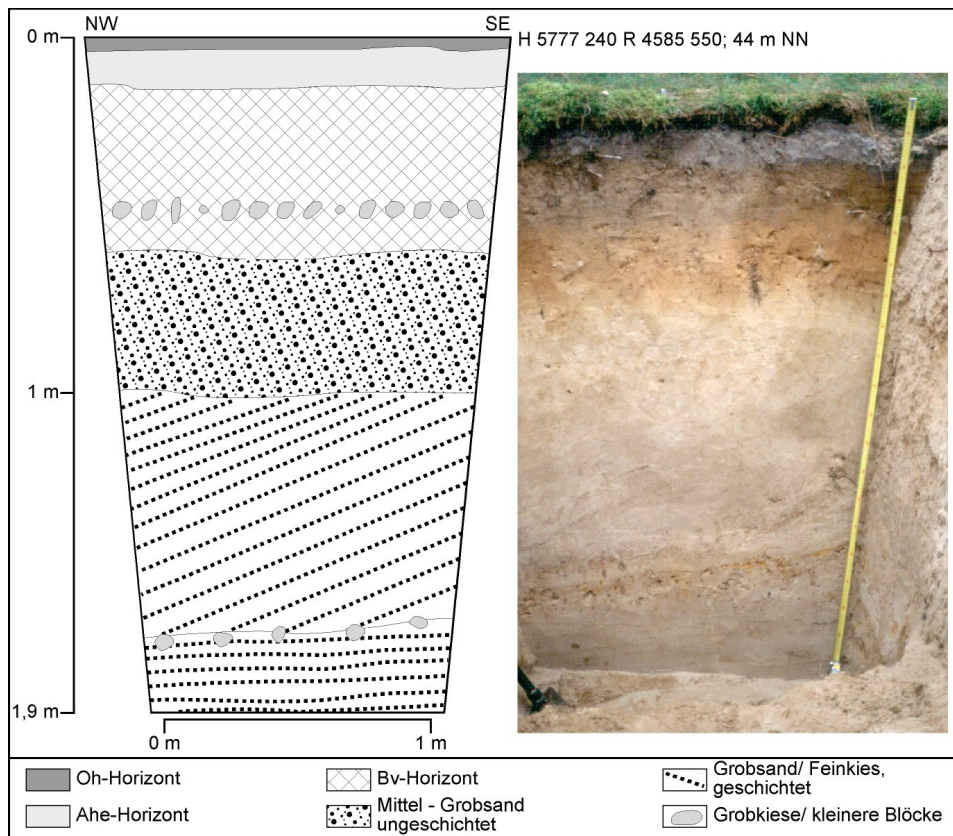 NW
SE
0 m
H 5777 240 R 4585 550; 44 m NN
1 m
1,9 m
0 m
1 m
Oh-Horizont
Ahe-Horizont
Bv-Horizont
Mittel - Grobsand
ungeschichtet
Grobsand/ Feinkies,
geschichtet
Grobkiese/ kleinere Blöcke